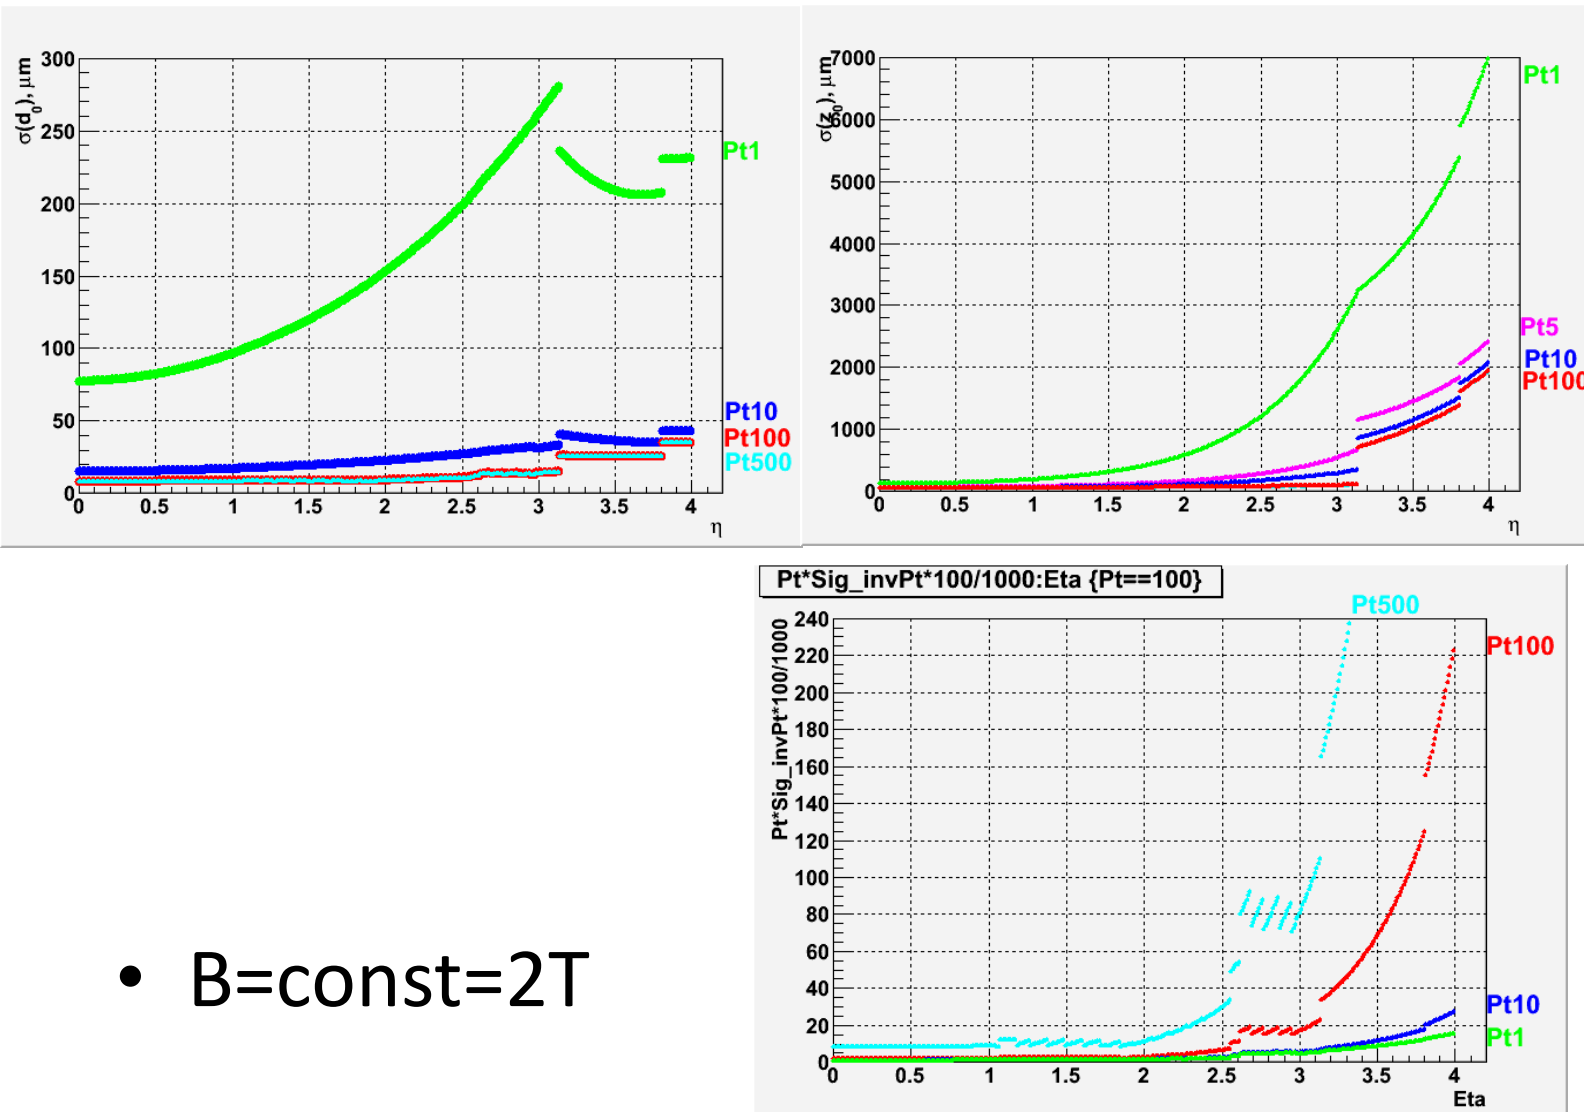 300
250
200
150
100
50
0
σ(d0), μm
0 0.5 1 1.5 2 2.5 3 3.5 4
η
Pt1
Pt10
Pt100
Pt500
7000
6000
5000
4000
3000
2000
1000
0
σ(z0), μm
0 0.5 1 1.5 2 2.5 3 3.5 4
η
Pt1
Pt5
Pt10
Pt100
Pt*Sig_invPt*100/1000:Eta {Pt==100}
Pt500
240
220
200
180
160
140
120
100
80
60
40
20
0
Pt*Sig_invPt*100/1000
0 0.5 1 1.5 2 2.5 3 3.5 4
Eta
Pt100
Pt10
Pt1
• B=const=2T